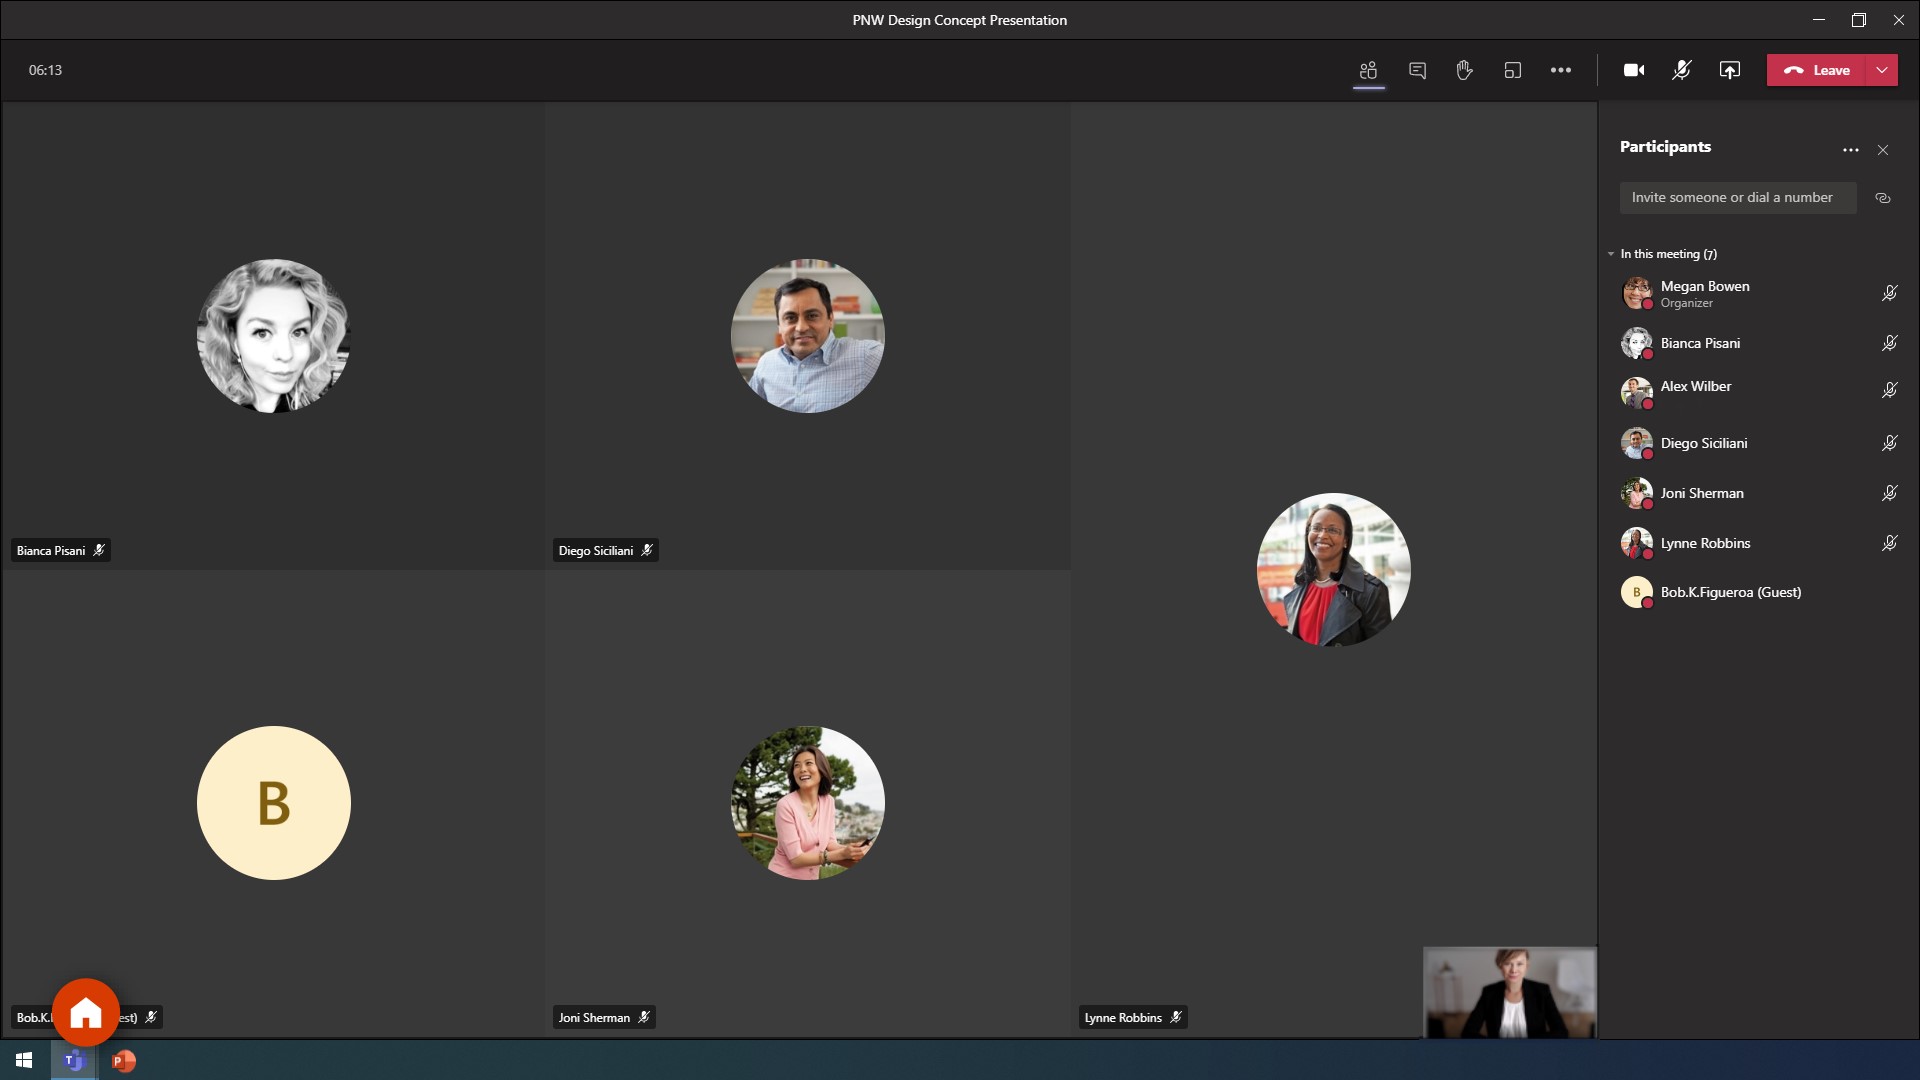 PNW Design Concept Presentation
06:13
Leave
Participants
Invite someone or dial a number
In this meeting (7)
Megan Bowen
Organizer
Bianca Pisani
Alex Wilber
Diego Siciliani
Joni Sherman
Lynne Robbins
B
Bob.K.Figueroa (Guest)
Bianca Pisani
Diego Siciliani
B
Bob.K. est)
Joni Sherman
Lynne Robbins
T
P